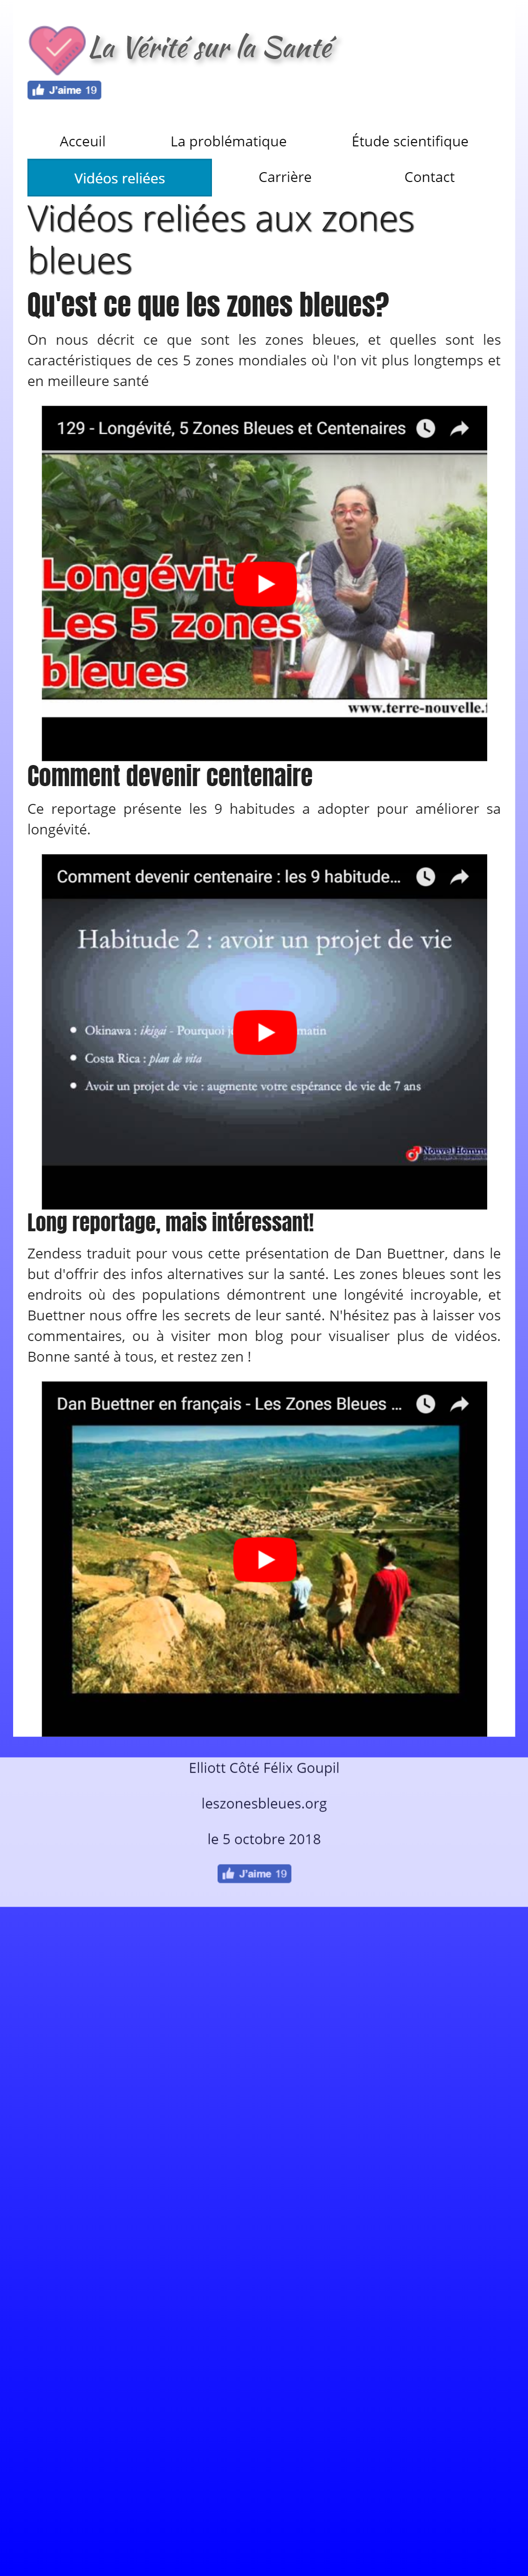 La Vérité sur la Santé
J'aime 19
Acceuil La problématique Étude scientifique
Vidéos reliées Carrière Contact
Vidéos reliées aux zones
bleues
Qu'est ce que les zones bleues?
On nous décrit ce que sont les zones bleues, et quelles sont les
caractéristiques de ces 5 zones mondiales où l'on vit plus longtemps et
en meilleure santé
129 - Longévité, 5 Zones Bleues et Centenaires
Longévité
Les 5 zones
bleues
www.terre-nouvelle.f
Comment devenir centenaire
Ce reportage présente les 9 habitudes a adopter pour améliorer sa
longévité.
Comment devenir centenaire : les 9 habitude...
Habitude 2 : avoir un projet de vie
Okinawa : ikigai - Pourquoi matin
Costa Rica : plan de vita
Avoir un projet de vie : augmente votre espérance de vie de 7 ans
Nouvel Homme
Long reportage, mais intéressant!
Zendess traduit pour vous cette présentation de Dan Buettner, dans le
but d'offrir des infos alternatives sur la santé. Les zones bleues sont les
endroits où des populations démontrent une longévité incroyable, et
Buettner nous offre les secrets de leur santé. N'hésitez pas à laisser vos
commentaires, ou à visiter mon blog pour visualiser plus de vidéos.
Bonne santé à tous, et restez zen !
Dan Buettner en français - Les Zones Bleues ...
Elliott Côté Félix Goupil
leszonesbleues.org
le 5 octobre 2018
J'aime 19